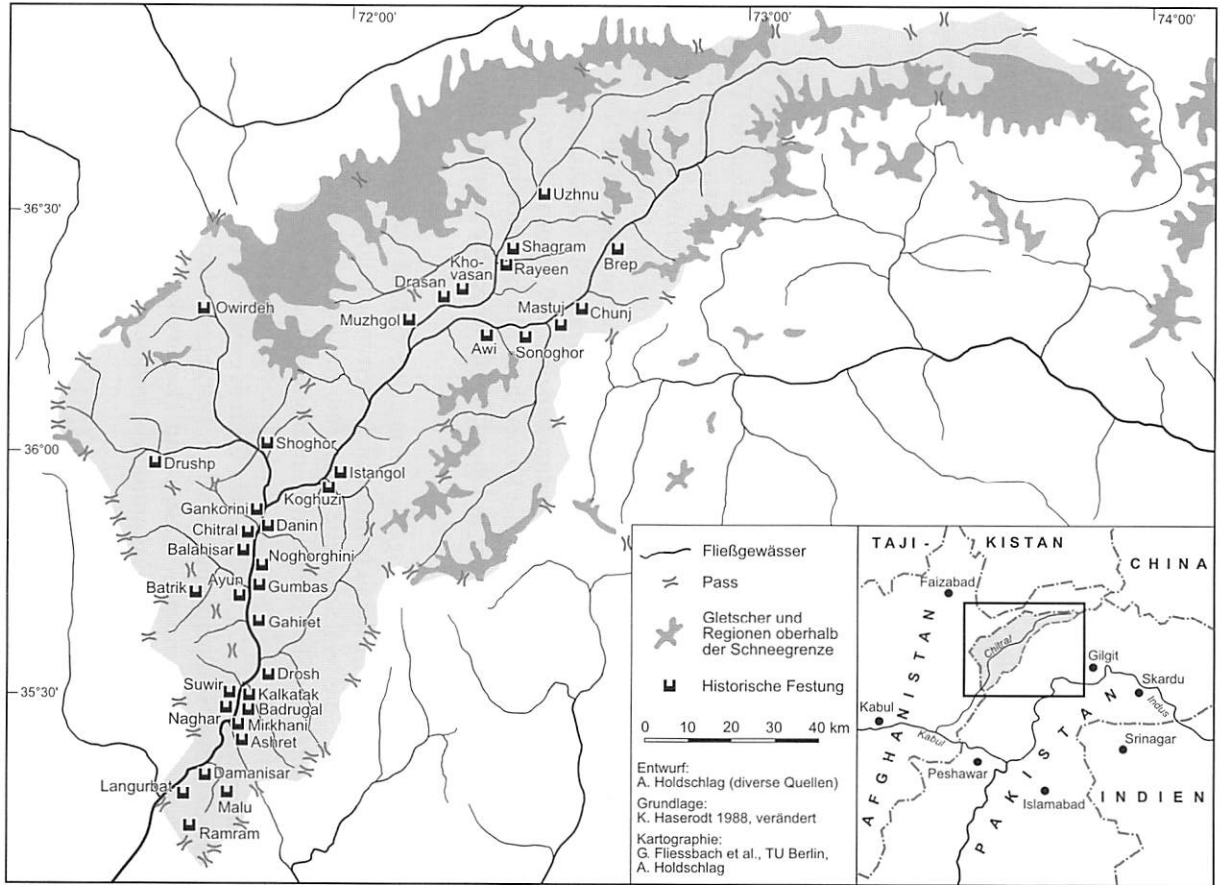 72°00'
73°00'
74°00'
36°30'
36°00'
35°30'
Uzhnu
Shagram
Kho-
vasan
Rayeen
Brep
Drasan
Owirdeh
Muzhgol
Mastuj
Chunj
Awi
Sonoghor
Shoghor
Drushp
Istangol
Koghuzi
Gankorini
Danin
Chitral
Balahisar
Noghorghini
Ayun
Batrik
Gumbas
Gahiret
Drosh
Suwir
Kalkatak
Badrugal
Naghar
Mirkhani
Ashret
Damanisar
Langurbat
Malu
Ramram
Fließgewässer
Pass
Gletscher und
Regionen oberhalb
der Schneegrenze
Historische Festung
0 10 20 40 km
Entwurf:
A. Holdschlag (diverse Quellen)
Grundlage:
K. Haserodt 1988, verändert
Kartographie:
G. Fliessbach et al., TU Berlin,
A. Holdschlag
TAJI-KISTAN
CHINA
Faizabad
AFGHANISTAN
Chitral
Gilgit
Skardu
Indus
Kabul
Kabul
Srinagar
Peshawar
PAKISTAN
Islamabad
INDIEN